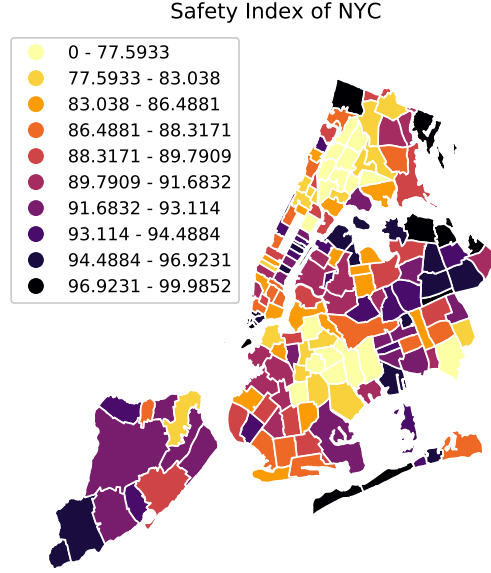 Safety Index of NYC
0 - 77.5933
77.5933 - 83.038
83.038 - 86.4881
86.4881 - 88.3171
88.3171 - 89.7909
89.7909 - 91.6832
91.6832 - 93.114
93.114 - 94.4884
94.4884 - 96.9231
96.9231 - 99.9852